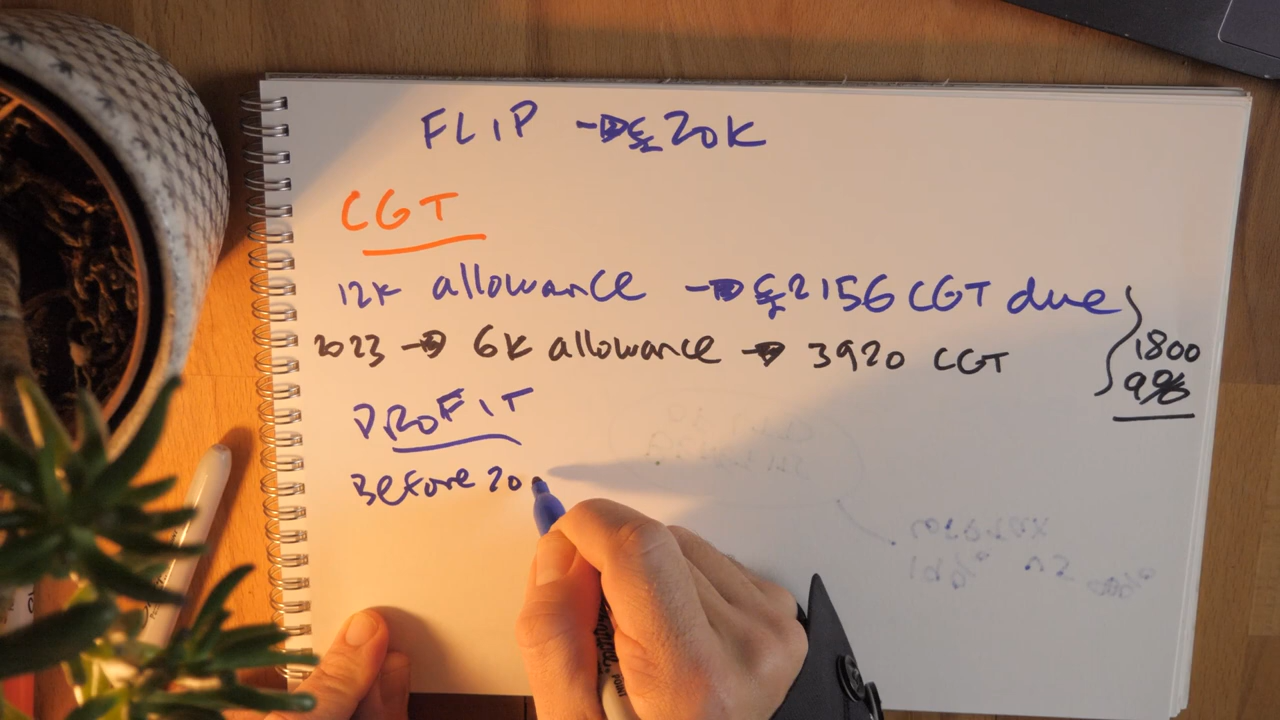 FLIP → £20K
CGT
12K allowance → £2156 CGT due
2023 → 6K allowance → 3920 CGT
1800
9%
PROFIT
Before 20